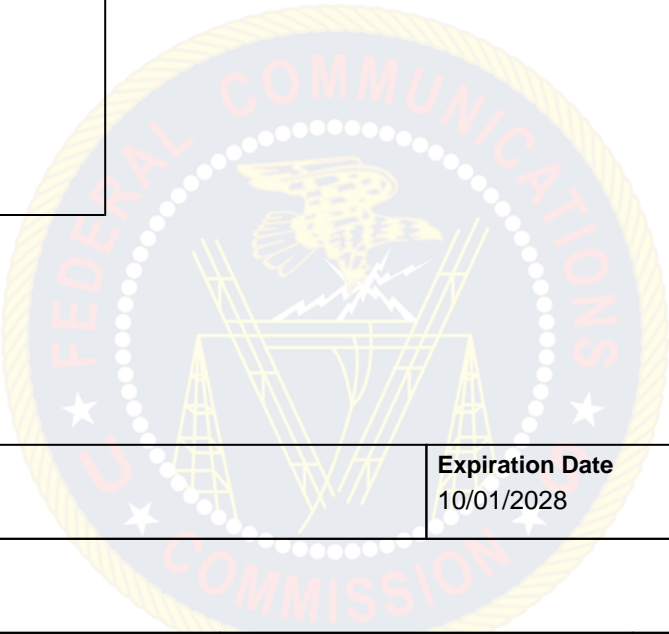 FEDERAL COMMUNICATIONS COMMISSION
U S
Expiration Date
10/01/2028